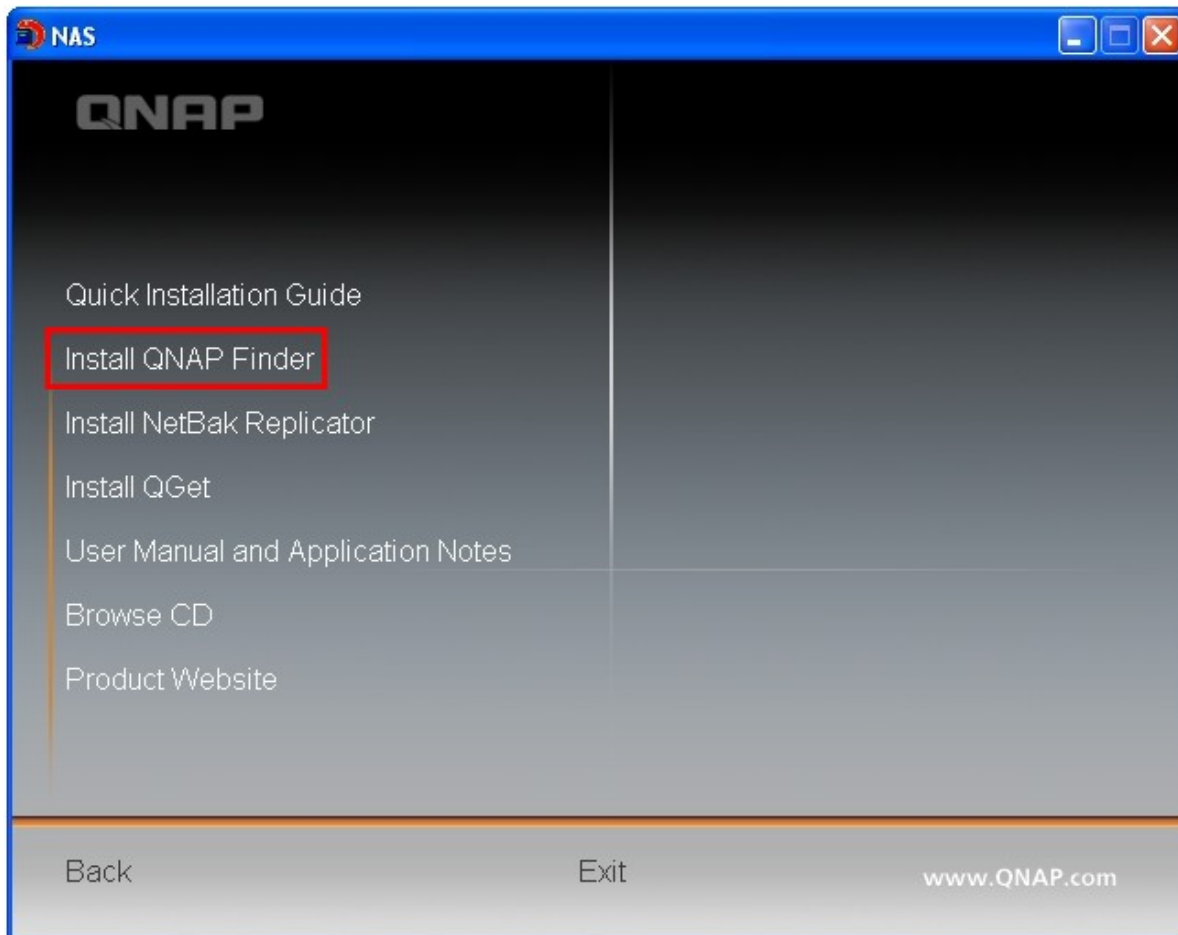 NAS
QNAP
Quick Installation Guide
Install QNAP Finder
Install NetBak Replicator
Install QGet
User Manual and Application Notes
Browse CD
Product Website
Back
Exit
www.QNAP.com